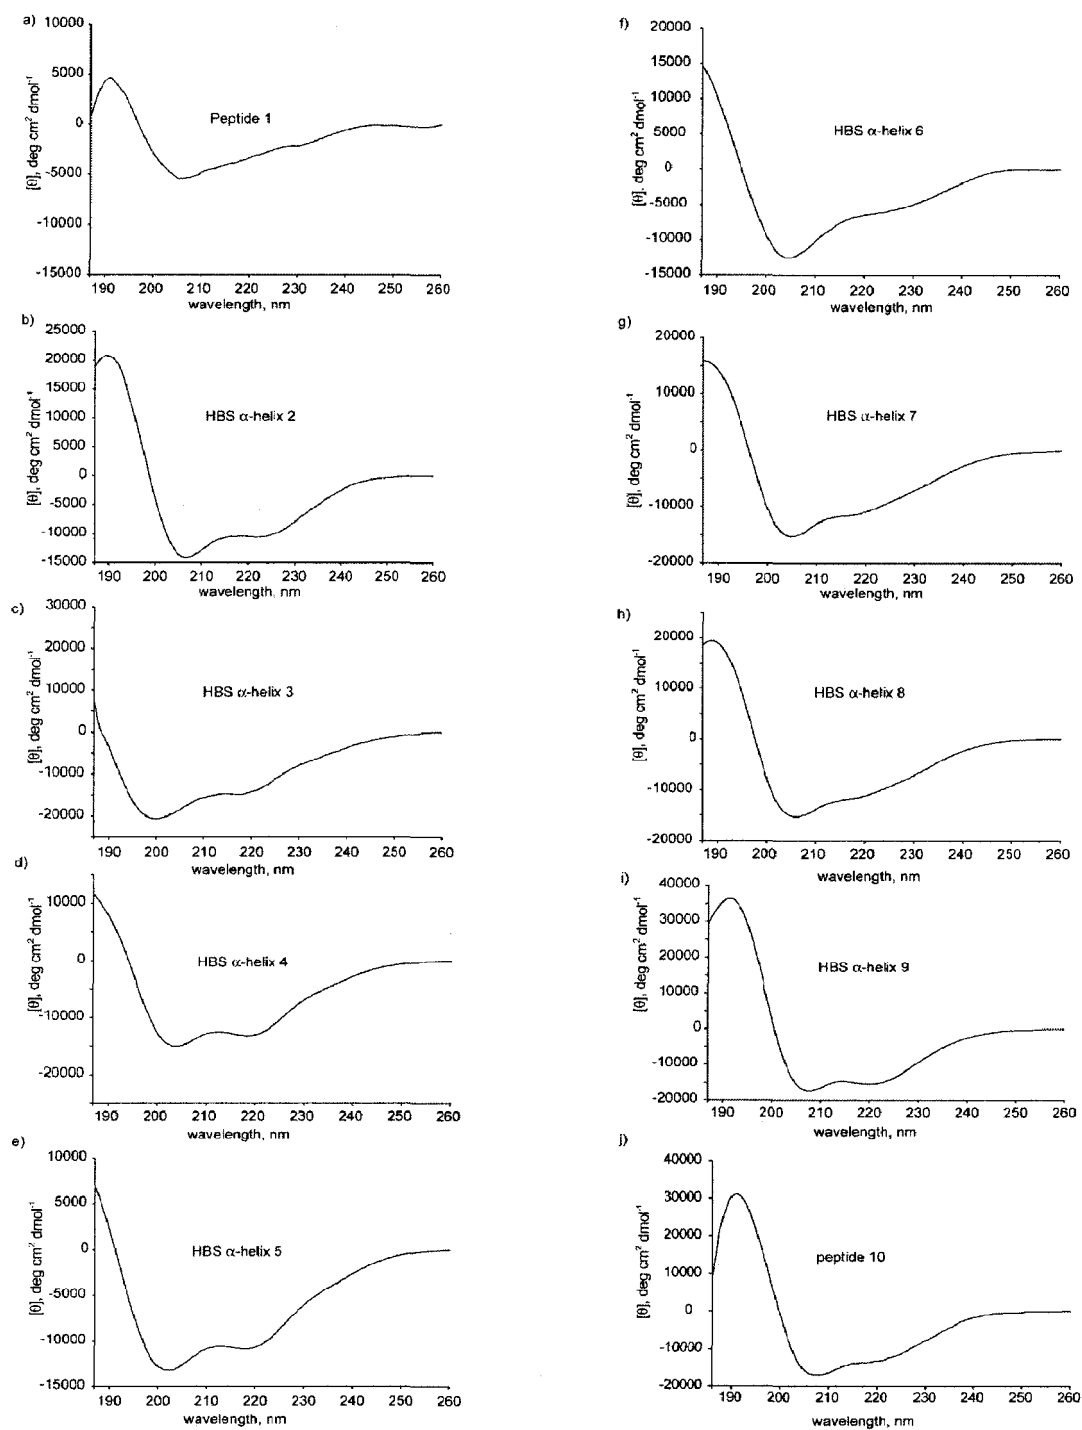 a)
10000
5000
0
-5000
-10000
-15000
[θ], deg cm² dmol⁻¹
Peptide 1
190 200 210 220 230 240 250 260
wavelength, nm
b)
25000
20000
15000
10000
5000
0
-5000
-10000
-15000
[θ], deg cm² dmol⁻¹
HBS α-helix 2
190 200 210 220 230 240 250 260
wavelength, nm
c)
30000
20000
10000
0
-10000
-20000
[θ], deg cm² dmol⁻¹
HBS α-helix 3
190 200 210 220 230 240 250 260
wavelength, nm
d)
10000
0
-10000
-20000
[θ], deg cm² dmol⁻¹
HBS α-helix 4
190 200 210 220 230 240 250 260
wavelength, nm
e)
10000
5000
0
-5000
-10000
-15000
[θ], deg cm² dmol⁻¹
HBS α-helix 5
190 200 210 220 230 240 250 260
wavelength, nm
f)
20000
15000
10000
5000
0
-5000
-10000
-15000
[θ], deg cm² dmol⁻¹
HBS α-helix 6
190 200 210 220 230 240 250 260
wavelength, nm
g)
20000
10000
0
-10000
-20000
[θ], deg cm² dmol⁻¹
HBS α-helix 7
190 200 210 220 230 240 250 260
wavelength, nm
h)
20000
10000
0
-10000
-20000
[θ], deg cm² dmol⁻¹
HBS α-helix 8
190 200 210 220 230 240 250 260
wavelength, nm
i)
40000
30000
20000
10000
0
-10000
-20000
[θ], deg cm² dmol⁻¹
HBS α-helix 9
190 200 210 220 230 240 250 260
wavelength, nm
j)
40000
30000
20000
10000
0
-10000
-20000
[θ], deg cm² dmol⁻¹
peptide 10
190 200 210 220 230 240 250 260
wavelength, nm